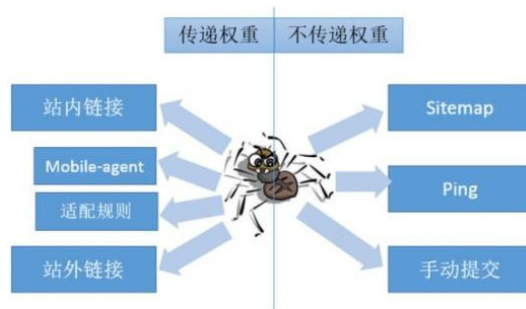 传递权重
不传递权重
站内链接
Mobile-agent
适配规则
站外链接
Sitemap
Ping
手动提交